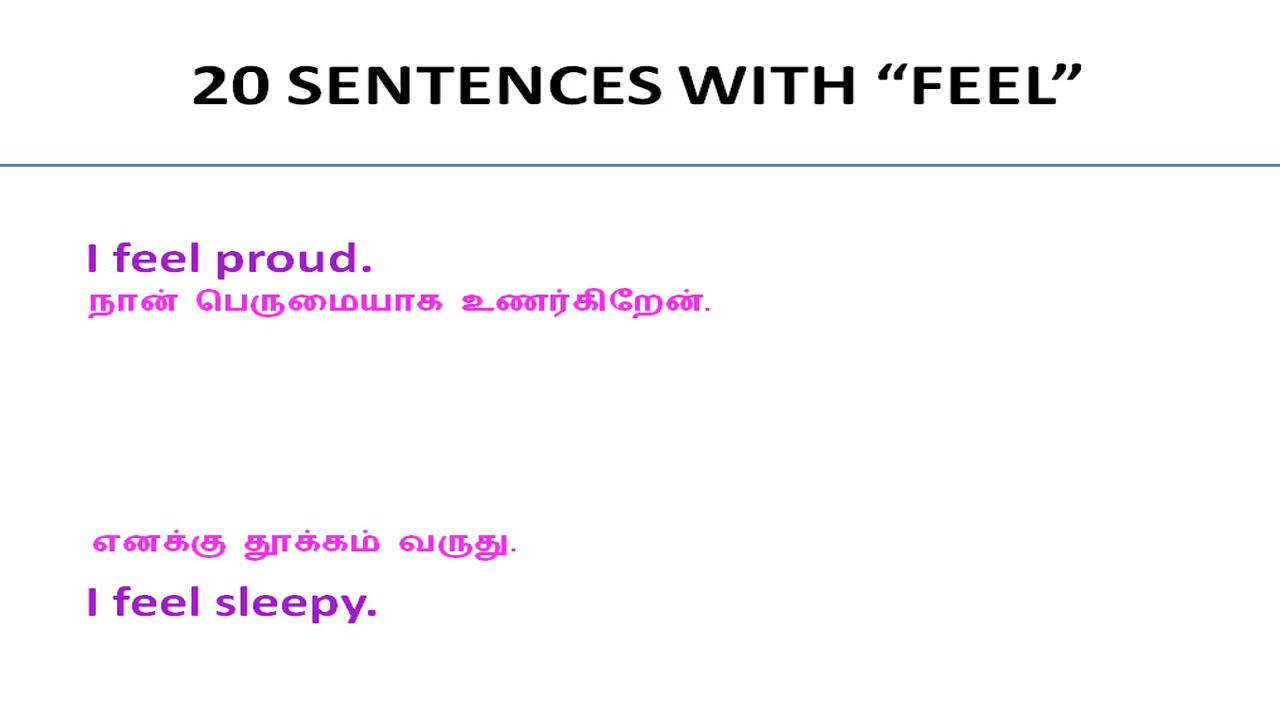 20 SENTENCES WITH “FEEL”
I feel proud.
நான் பெருமையாக உணர்கிறேன்.
எனக்கு தூக்கம் வருது.
I feel sleepy.